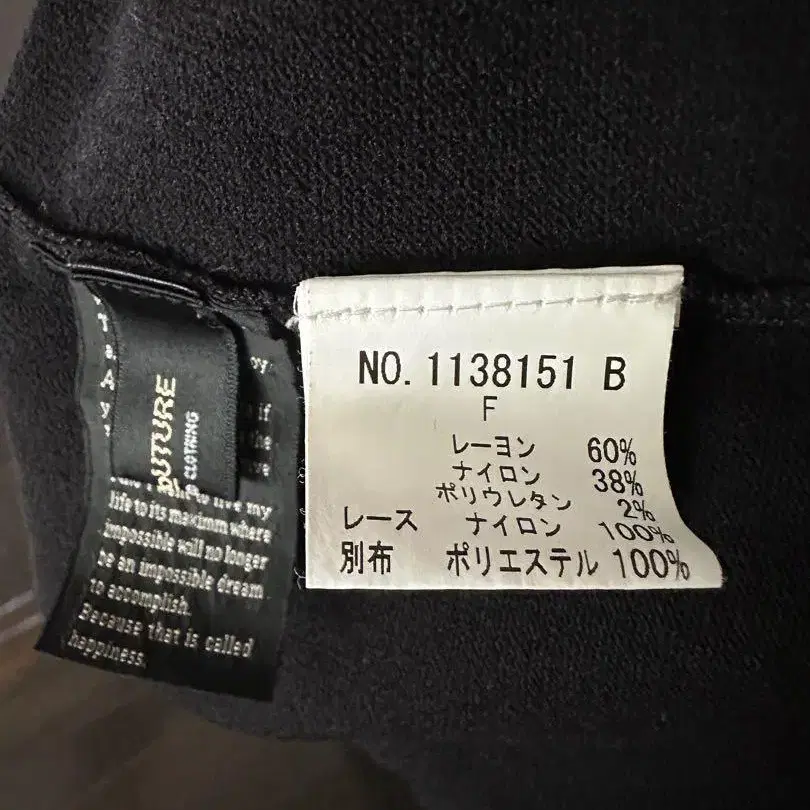 NO. 1138151 B
F
レーヨン 60%
ナイロン 38%
ポリウレタン 2%
レース ナイロン 100%
別布 ポリエステル 100%
CLOTHING
if
my
life to its maximum where
impossible will no longer
be an impossible dream
to accomplish.
Because that is called
happiness.